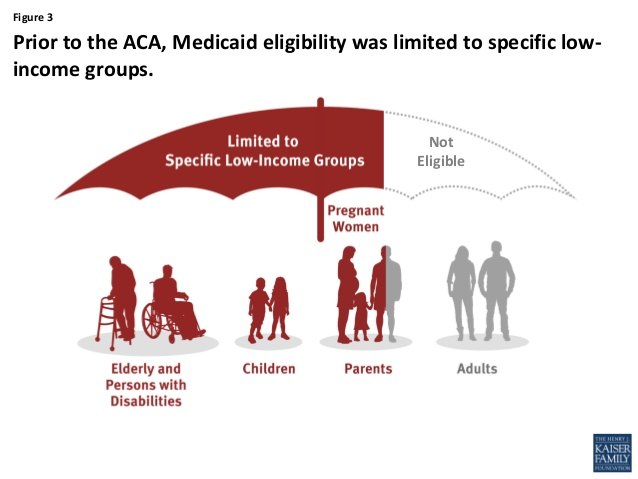 Figure 3
Prior to the ACA, Medicaid eligibility was limited to specific low-
income groups.
Limited to
Specific Low-Income Groups
Not
Eligible
Pregnant
Women
Elderly and
Persons with
Disabilities
Children
Parents
Adults
THE HENRY J.
KAISER
FAMILY
FOUNDATION